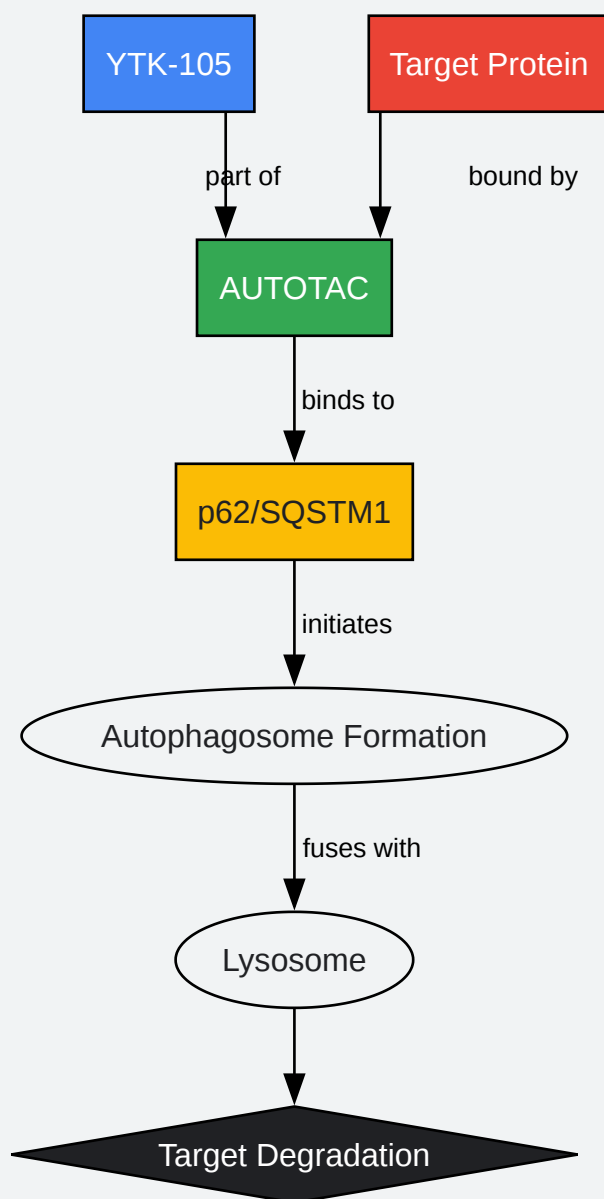 YTK-105
Target Protein
part of
bound by
AUTOTAC
binds to
p62/SQSTM1
initiates
Autophagosome Formation
fuses with
Lysosome
Target Degradation